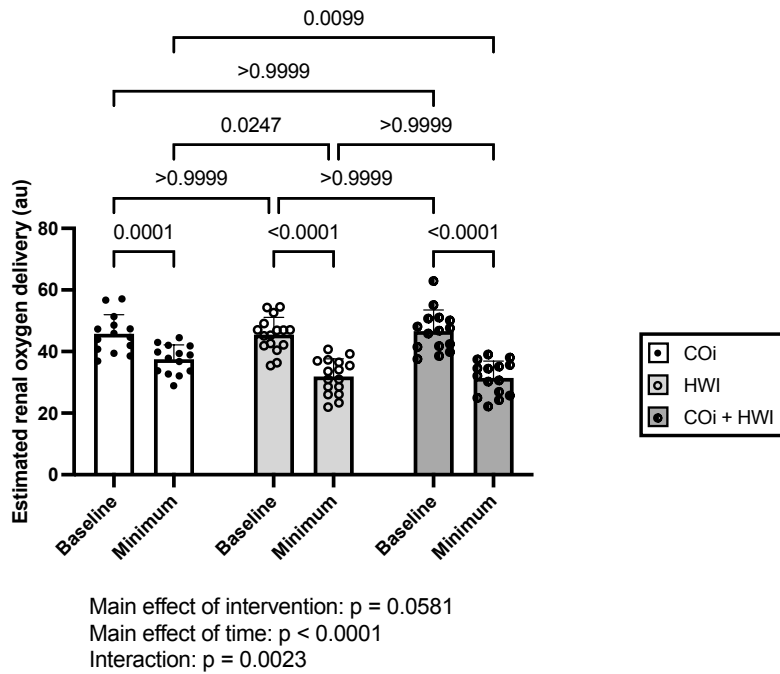 0.0099
>0.9999
0.0247 >0.9999
>0.9999 >0.9999
0.0001 <0.0001 <0.0001
Estimated renal oxygen delivery (au)
80
60
40
20
0
Baseline Minimum Baseline Minimum Baseline Minimum
COi
HWI
COi + HWI
Main effect of intervention: p = 0.0581
Main effect of time: p < 0.0001
Interaction: p = 0.0023